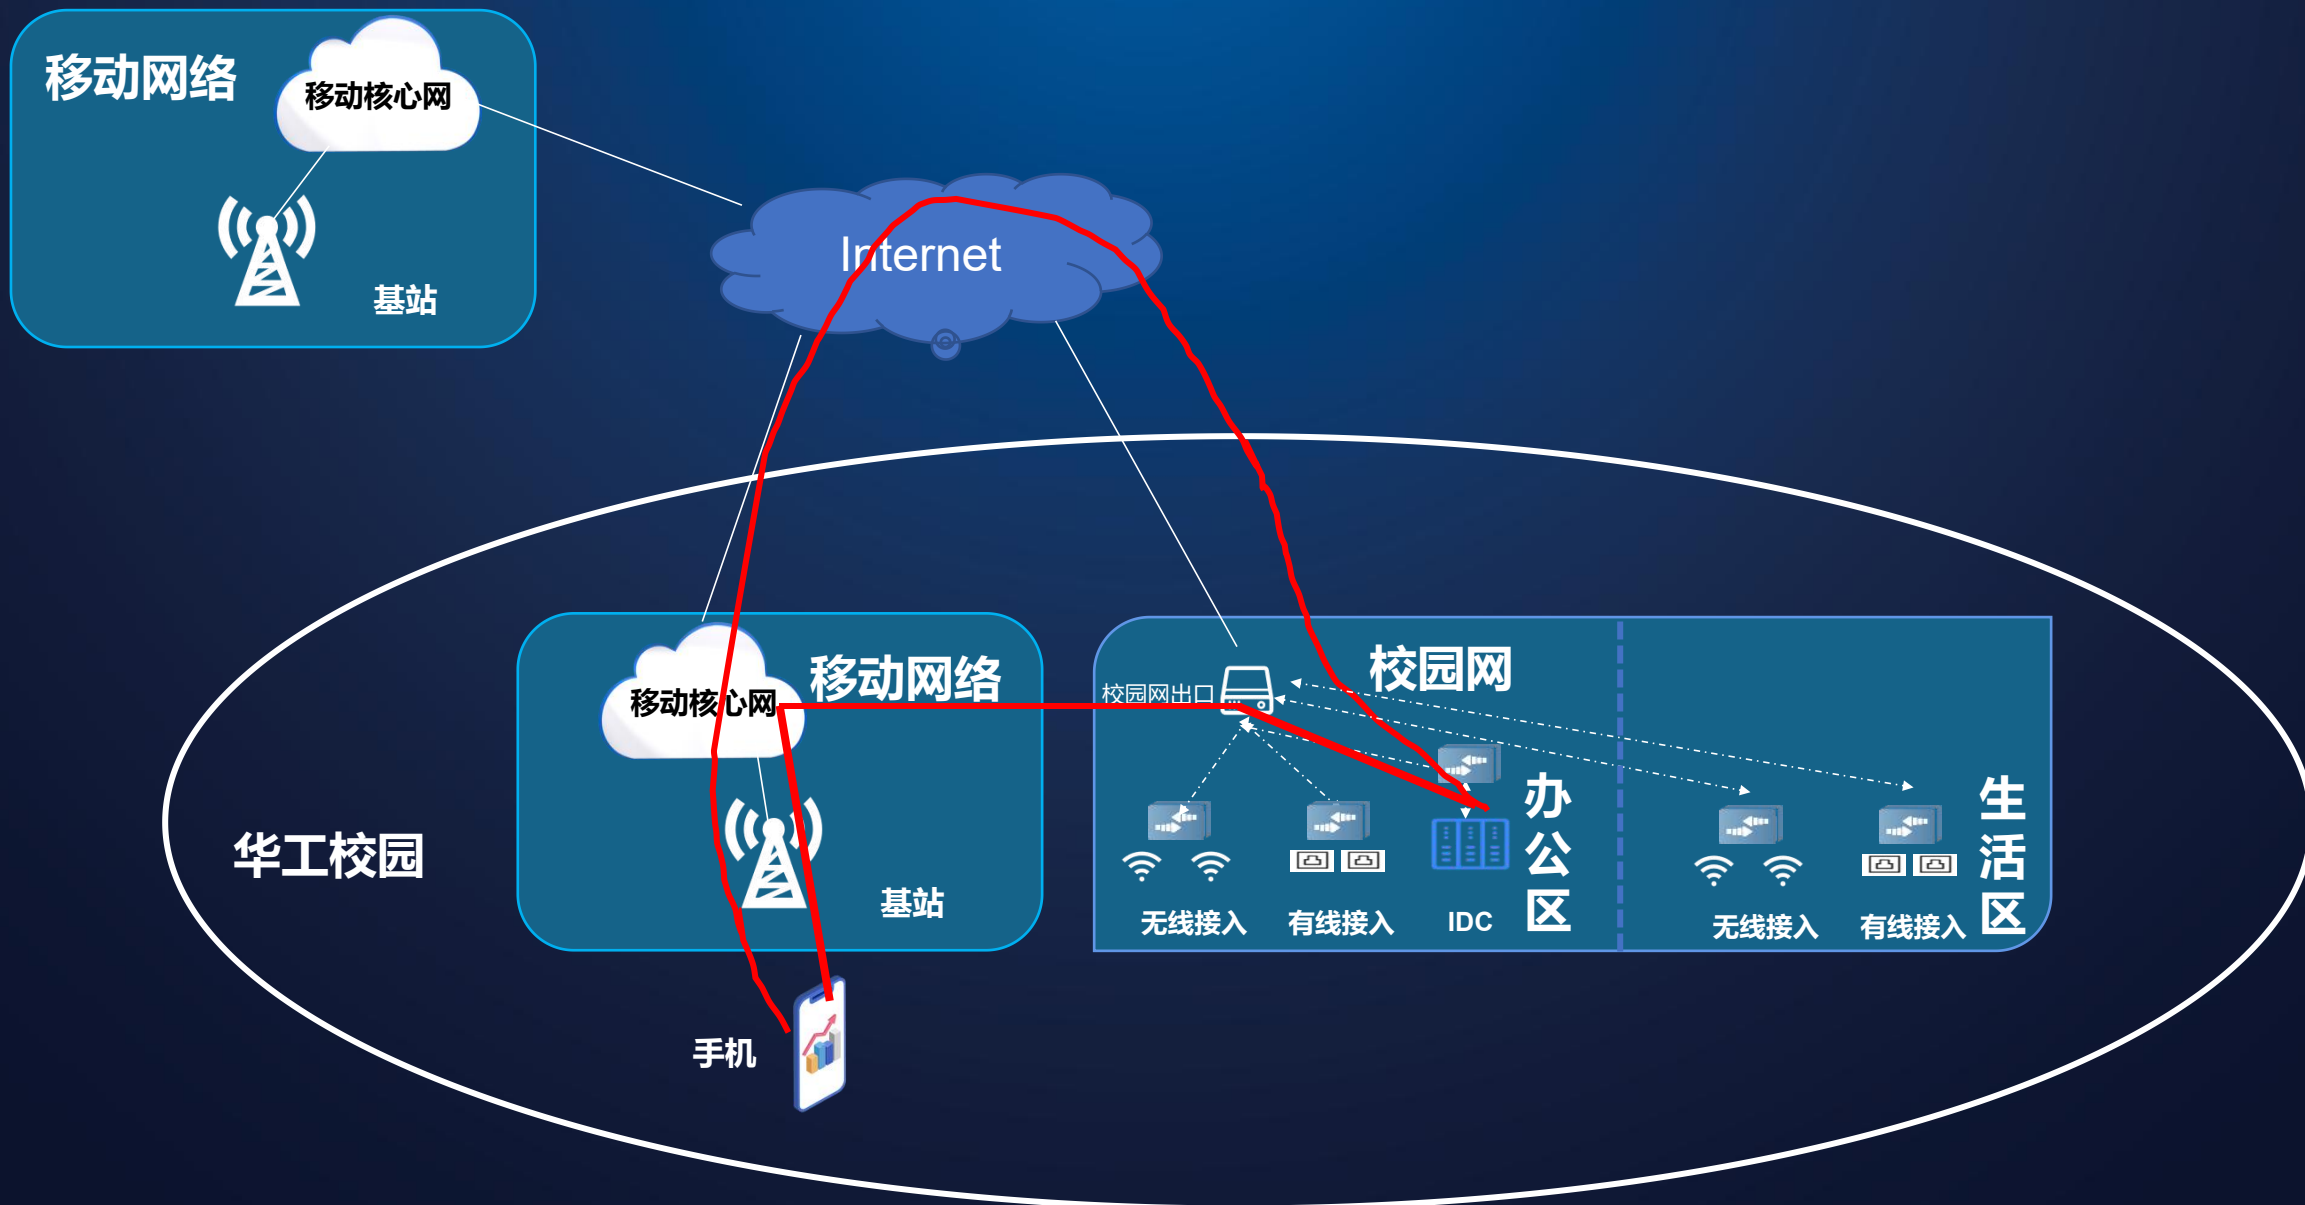 移动网络
移动核心网
基站
Internet
移动核心网
移动网络
基站
手机
华工校园
校园网
校园网出口
办公区
生活区
无线接入
有线接入
IDC
无线接入
有线接入